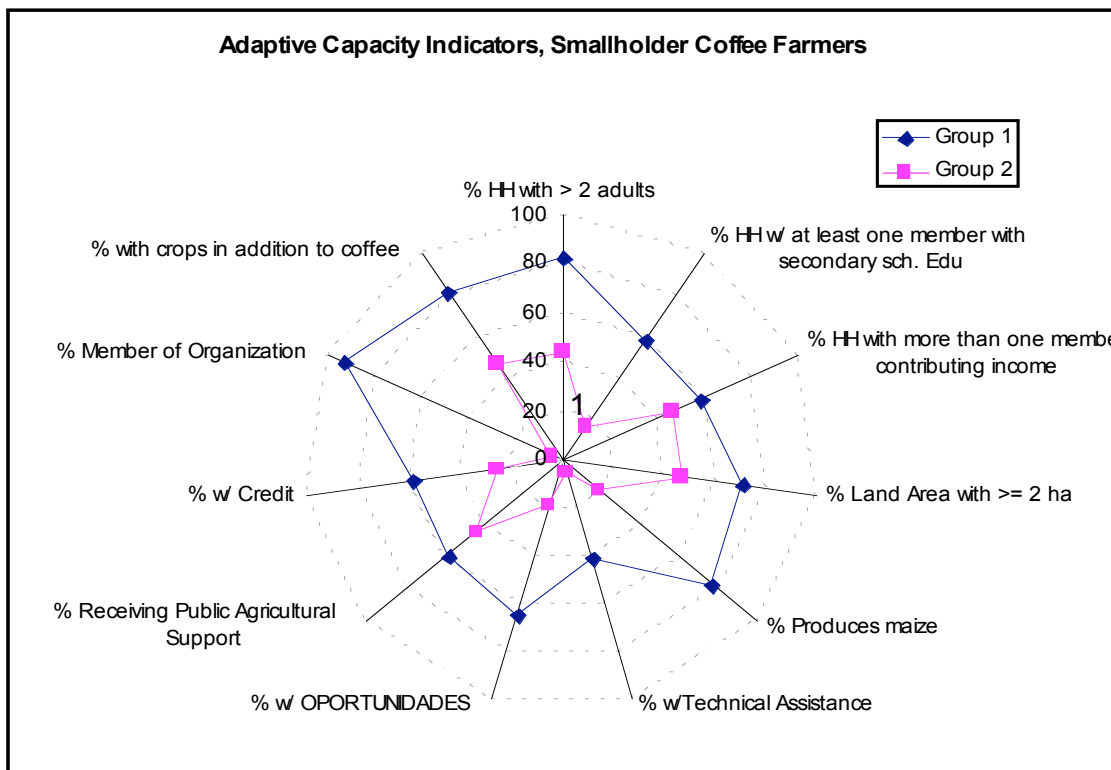 Adaptive Capacity Indicators, Smallholder Coffee Farmers
Group 1
Group 2
% HH with > 2 adults
100
80
60
40
20
0
1
% HH w/ at least one member with
secondary sch. Edu
% HH with more than one membe
contributing income
% Land Area with >= 2 ha
% Produces maize
% w/Technical Assistance
% w/ OPORTUNIDADES
% Receiving Public Agricultural
Support
% w/ Credit
% Member of Organization
% with crops in addition to coffee